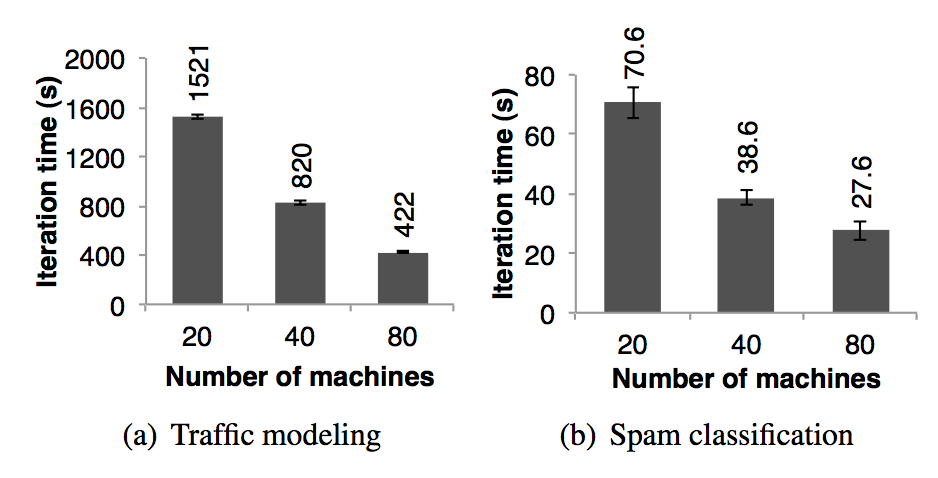 Iteration time (s)
2000
1600
1200
800
400
0
1521
820
422
20 40 80
Number of machines
(a) Traffic modeling
Iteration time (s)
80
60
40
20
0
70.6
38.6
27.6
20 40 80
Number of machines
(b) Spam classification